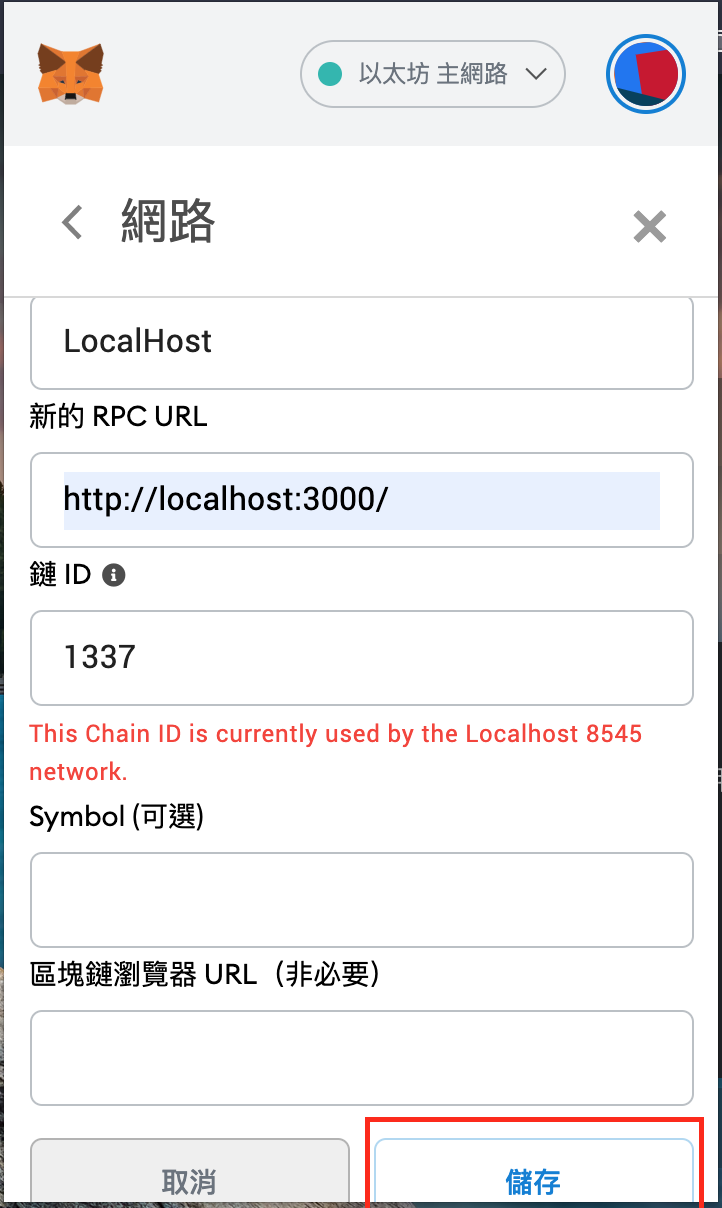 以太坊 主網路
網路
LocalHost
新的 RPC URL
http://localhost:3000/
鏈 ID
1337
This Chain ID is currently used by the Localhost 8545
network.
Symbol (可選)
區塊鏈瀏覽器 URL（非必要）
取消
儲存